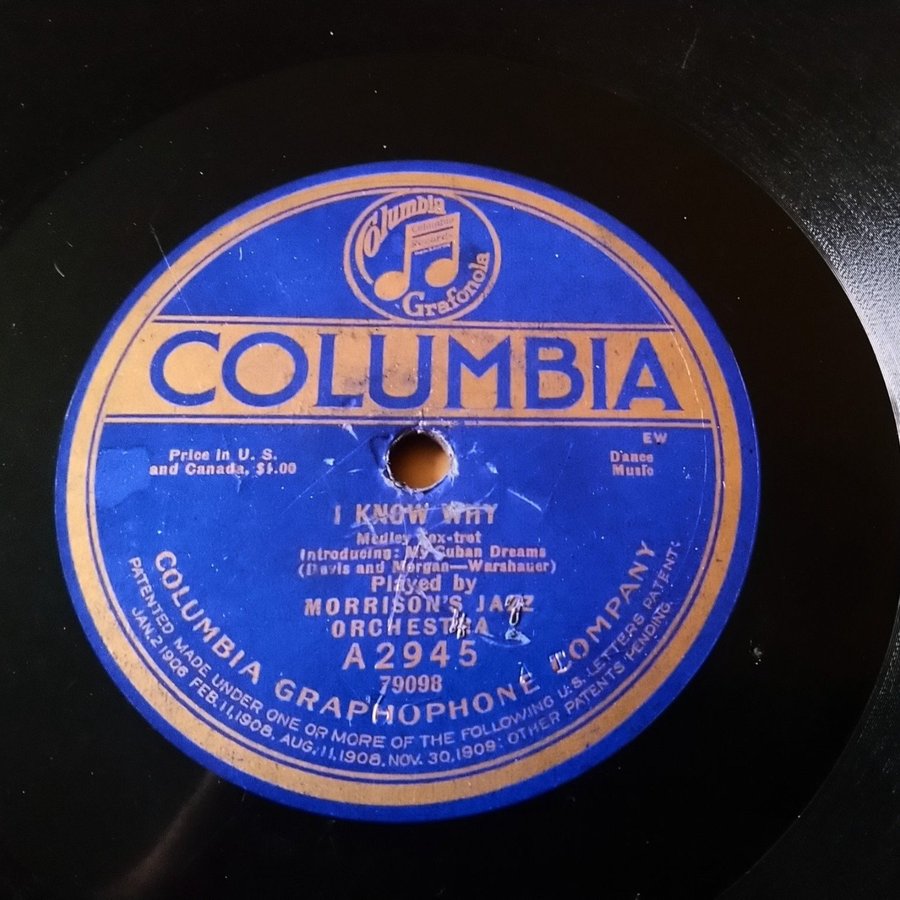 Columbia
Columbia
Records
Grafonola
COLUMBIA
EW
Price in U. S.
and Canada, $1.00
Dance
Music
I KNOW WHY
Medley Fox-trot
Introducing: My Cuban Dreams
(Davis and Morgan—Warshauer)
Played by
MORRISON'S JAZZ
ORCHESTRA
A2945
79098
COLUMBIA GRAPHOPHONE COMPANY
PATENTED MADE UNDER ONE OR MORE OF THE FOLLOWING U.S. LETTERS PATENT:
JAN. 2 1906 FEB. 11, 1908. AUG. 11, 1908. NOV. 30, 1909: OTHER PATENTS PENDING.